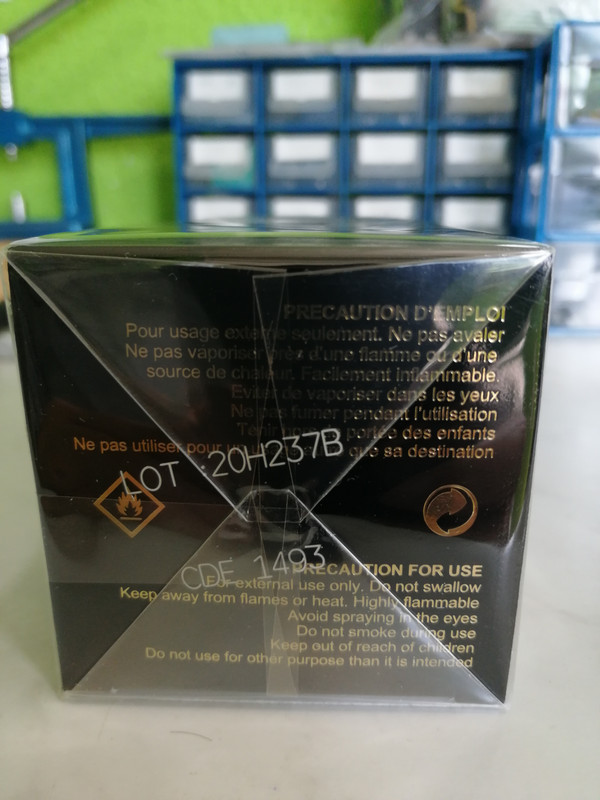 PRECAUTION D'EMPLOI
Pour usage externe seulement. Ne pas avaler
Ne pas vaporiser près d'une flamme ou d'une
source de chaleur. Facilement inflammable.
Eviter de vaporiser dans les yeux
Ne pas fumer pendant l'utilisation
Tenir hors de portée des enfants
Ne pas utiliser pour un que sa destination
LOT 20H237B
CDE 1493
PRECAUTION FOR USE
For external use only. Do not swallow
Keep away from flames or heat. Highly flammable
Avoid spraying in the eyes
Do not smoke during use
Keep out of reach of children
Do not use for other purpose than it is intended